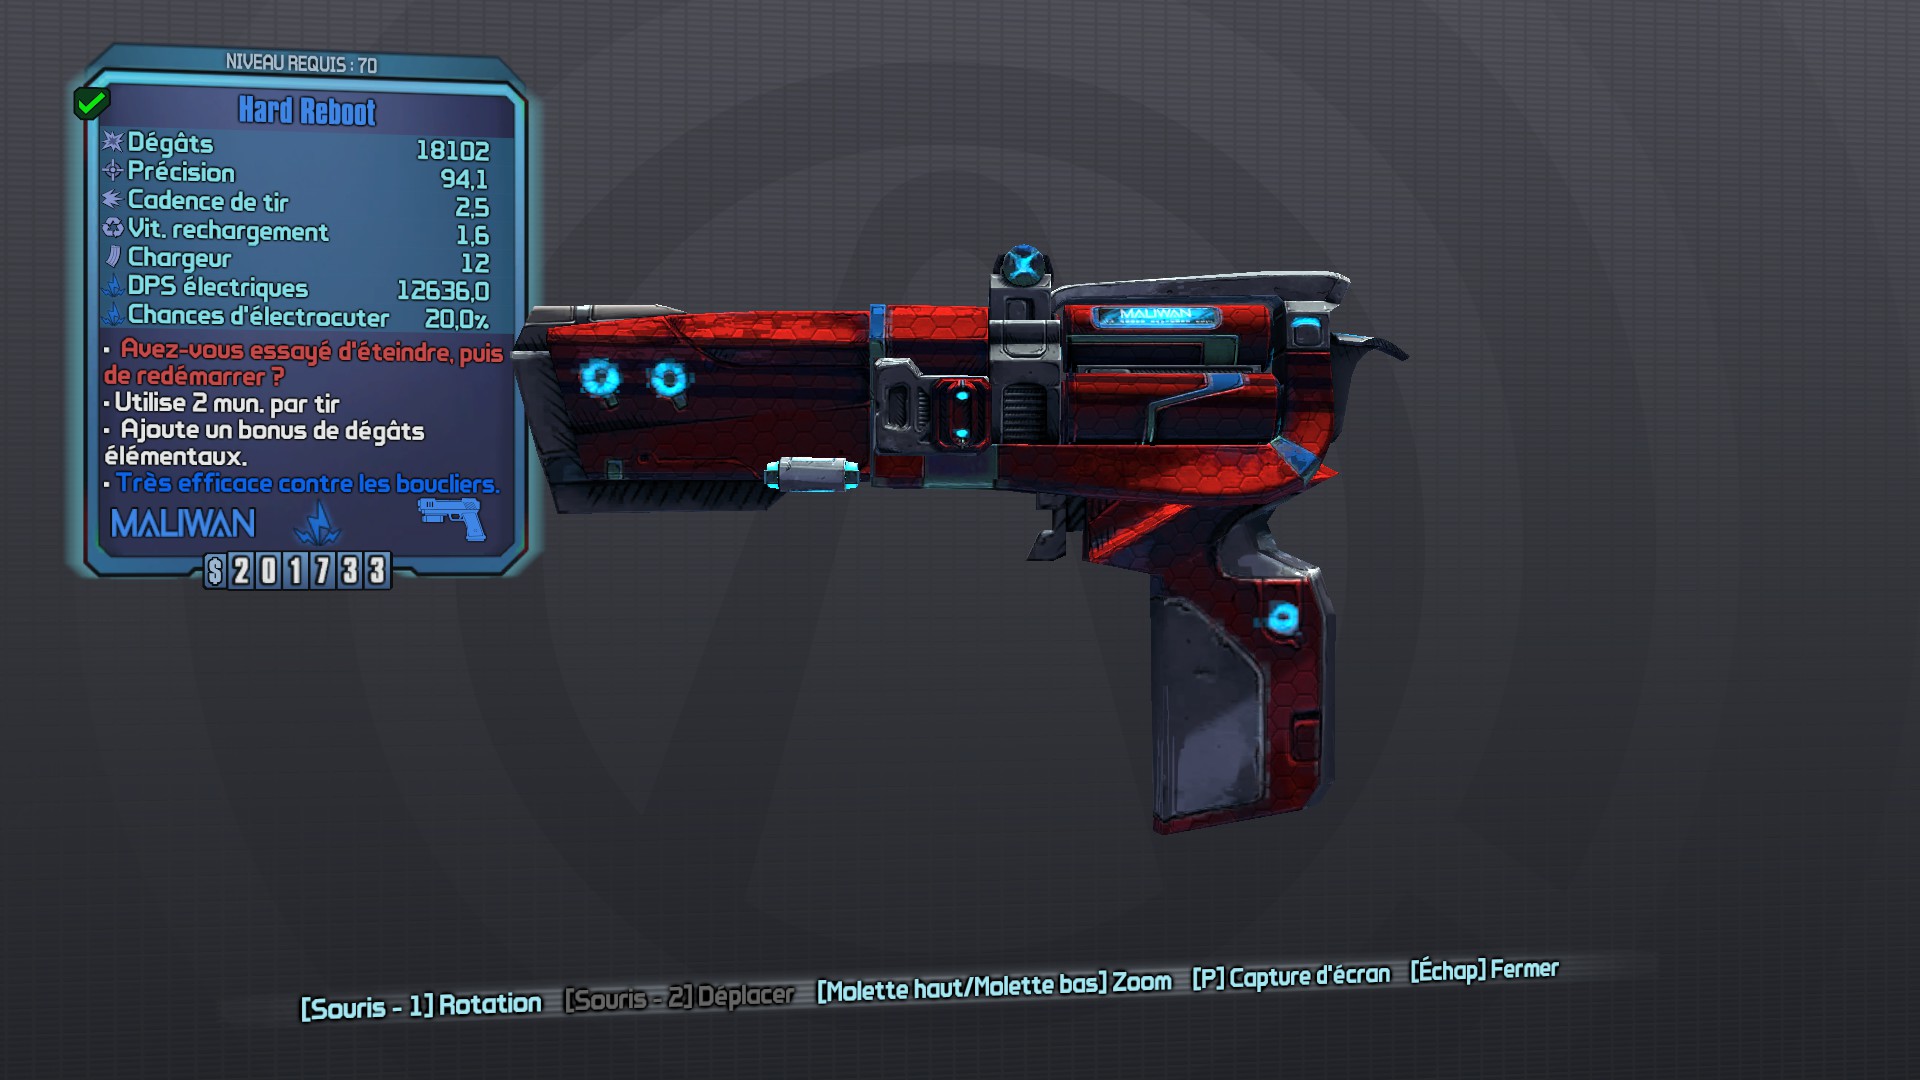 NIVEAU REQUIS : 70
Hard Reboot
Dégâts 18102
Précision 94,1
Cadence de tir 2,5
Vit. rechargement 1,6
Chargeur 12
DPS électriques 12636,0
Chances d'électrocuter 20,0%
· Avez-vous essayé d'éteindre, puis
de redémarrer ?
· Utilise 2 mun. par tir
· Ajoute un bonus de dégâts
élémentaux.
· Très efficace contre les boucliers.
MALIWAN
$201733
MALIWAN
[Souris - 1] Rotation [Souris - 2] Déplacer [Molette haut/Molette bas] Zoom [P] Capture d'écran [Échap] Fermer